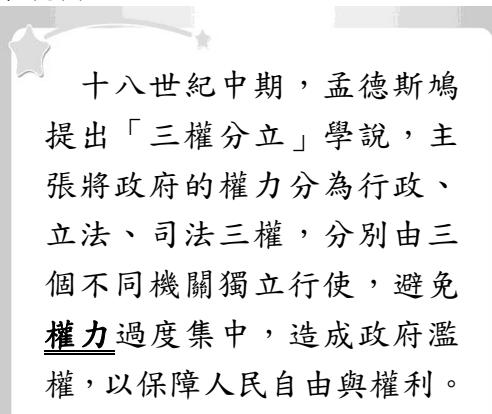 十八世紀中期，孟德斯鳩
提出「三權分立」學說，主
張將政府的權力分為行政、
立法、司法三權，分別由三
個不同機關獨立行使，避免
權力過度集中，造成政府濫
權，以保障人民自由與權利。